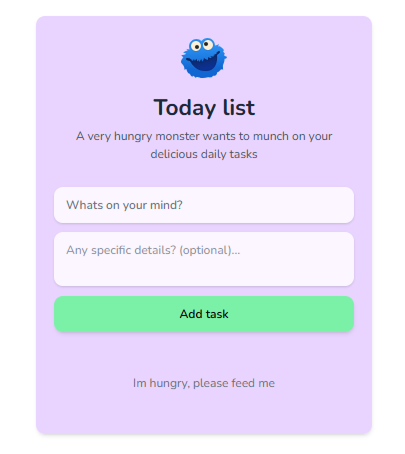 Today list
A very hungry monster wants to munch on your
delicious daily tasks
Whats on your mind?
Any specific details? (optional)...
Add task
Im hungry, please feed me